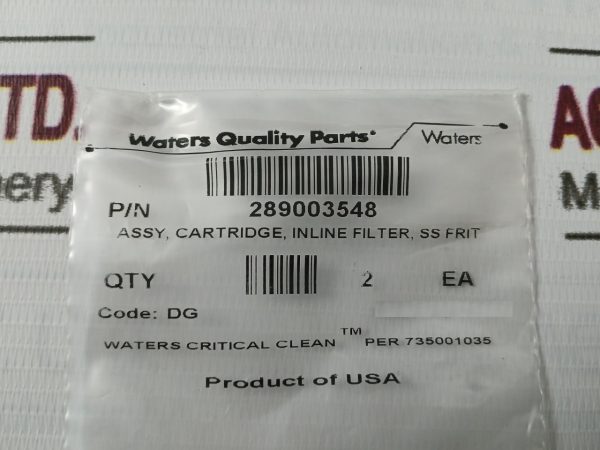 TD.
AC
nery
M
Waters Quality Parts
Waters
P/N 289003548
ASSY, CARTRIDGE, INLINE FILTER, SS FRIT
QTY 2 EA
Code: DG
WATERS CRITICAL CLEAN™ PER 735001035
Product of USA